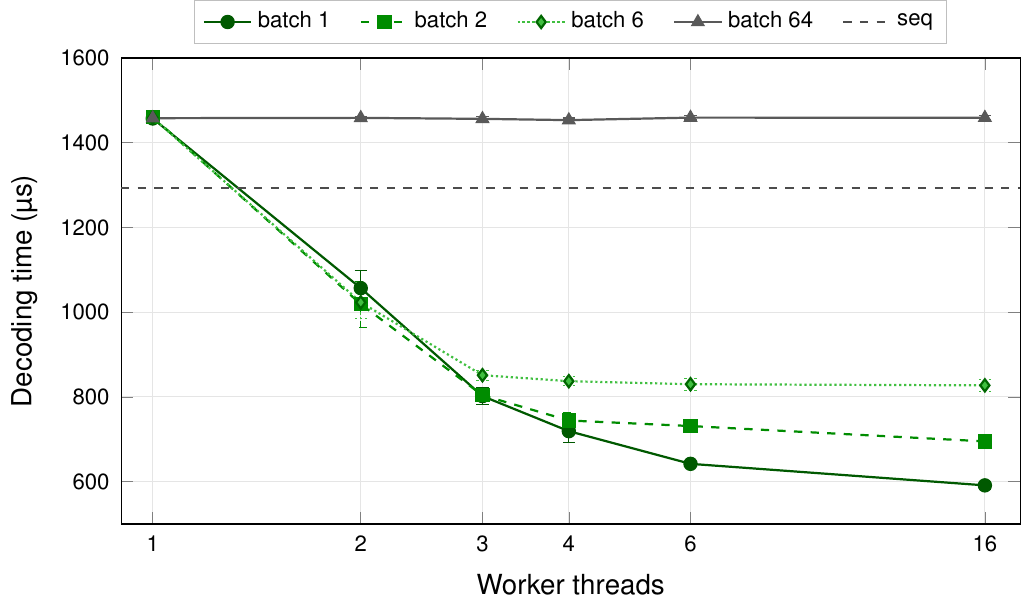 batch 1 batch 2 batch 6 batch 64 seq
1600
1400
1200
1000
800
600
Decoding time (µs)
1 2 3 4 6 16
Worker threads